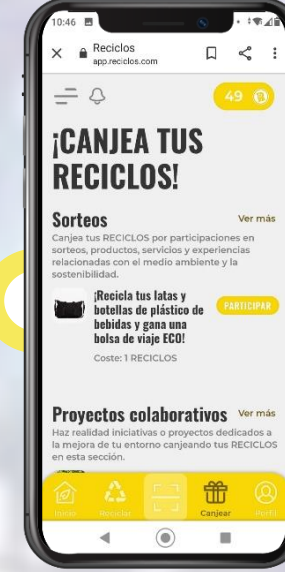 10:46
Reciclos
app.reciclos.com
49
¡CANJEA TUS
RECICLOS!
Sorteos
Ver más
Canjea tus RECICLOS por participaciones en
sorteos, productos, servicios y experiencias
relacionadas con el medio ambiente y la
sostenibilidad.
¡Recicla tus latas y
botellas de plástico de
bebidas y gana una
bolsa de viaje ECO!
PARTICIPAR
Coste: 1 RECICLOS
Proyectos colaborativos
Ver más
Haz realidad iniciativas o proyectos dedicados a
la mejora de tu entorno canjeando tus RECICLOS
en esta sección.
Inicio
Reciclar
Canjear
Perfil